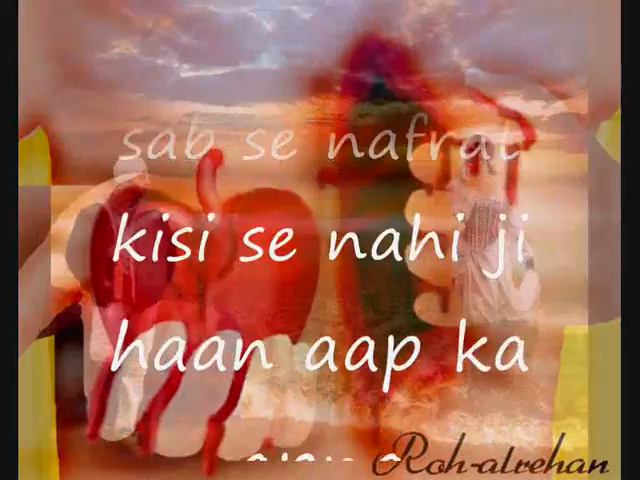 sab se nafrat
kisi se nahi ji
haan aap ka
Roh-alrehan